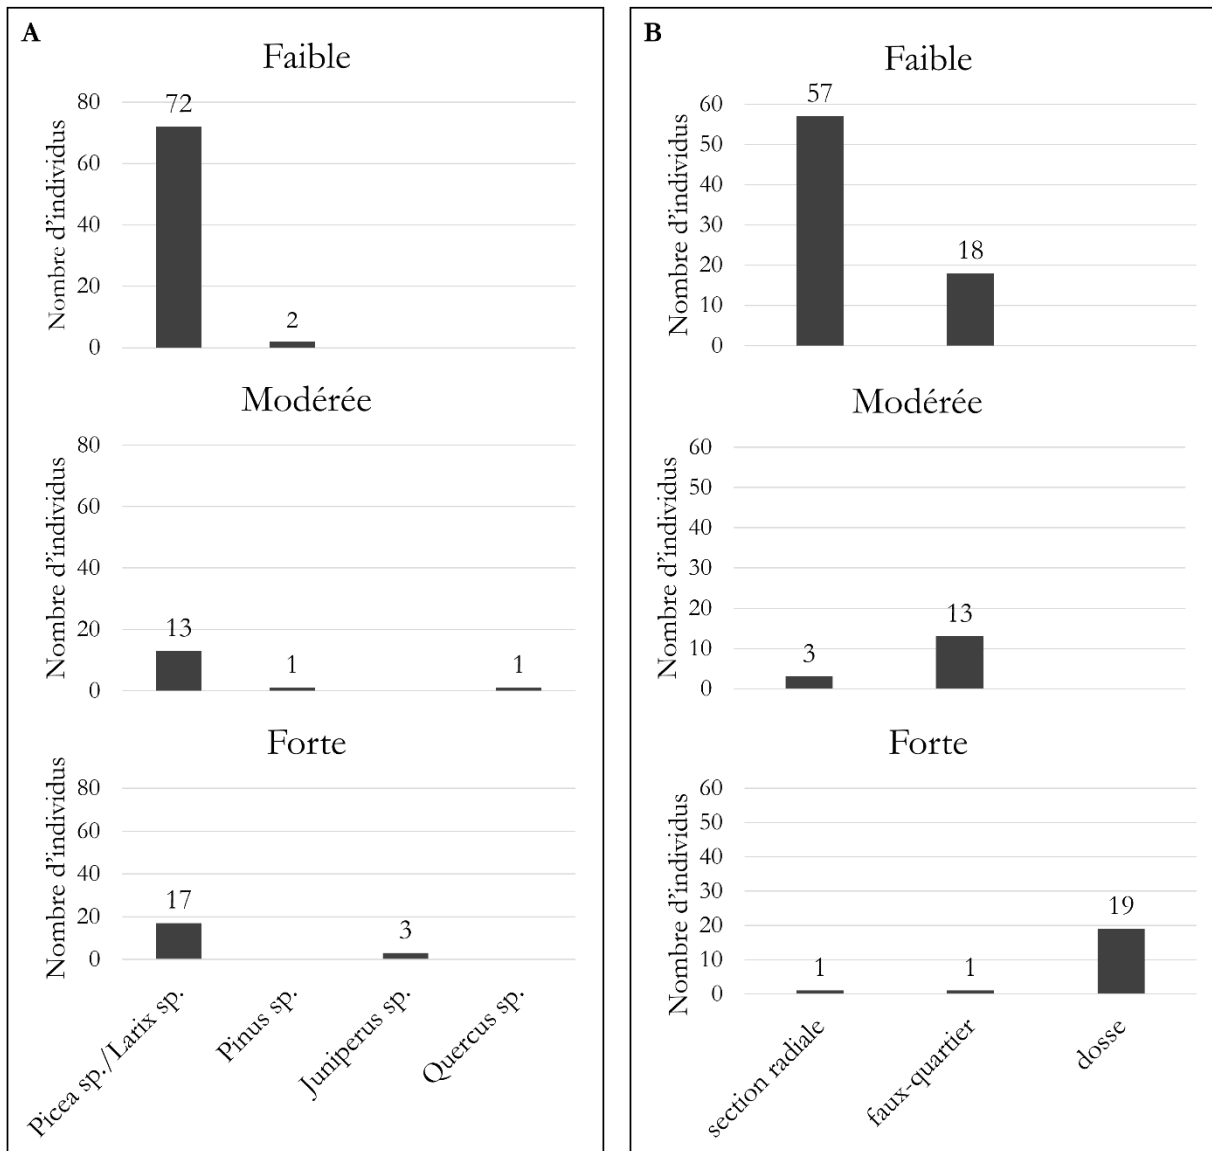 A
Faible
Nombre d'individus
80
60
40
20
0
72
2
Modérée
Nombre d'individus
80
60
40
20
0
13
1
1
Forte
Nombre d'individus
80
60
40
20
0
17
3
Picea sp./Larix sp.
Pinus sp.
Juniperus sp.
Quercus sp.
B
Faible
Nombre d'individus
60
50
40
30
20
10
0
57
18
Modérée
Nombre d'individus
60
50
40
30
20
10
0
3
13
Forte
Nombre d'individus
60
50
40
30
20
10
0
1
1
19
section radiale
faux-quartier
dosse